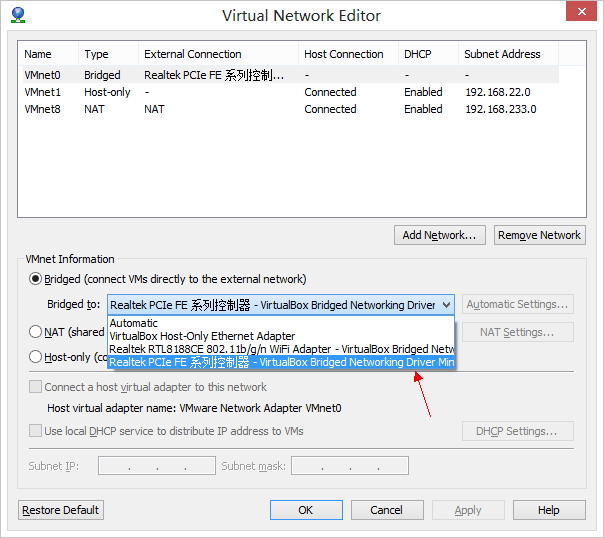 Virtual Network Editor
Name Type External Connection Host Connection DHCP Subnet Address
VMnet0 Bridged Realtek PCIe FE 系列控制... - - -
VMnet1 Host-only - Connected Enabled 192.168.22.0
VMnet8 NAT NAT Connected Enabled 192.168.233.0
Add Network... Remove Network
VMnet Information
Bridged (connect VMs directly to the external network)
Bridged to: Realtek PCIe FE 系列控制器 - VirtualBox Bridged Networking Driver Automatic Settings...
Automatic
NAT (shared VirtualBox Host-Only Ethernet Adapter NAT Settings...
Realtek RTL8188CE 802.11b/g/n WiFi Adapter - VirtualBox Bridged Netw
Host-only (co Realtek PCIe FE 系列控制器 - VirtualBox Bridged Networking Driver Min
Connect a host virtual adapter to this network
Host virtual adapter name: VMware Network Adapter VMnet0
Use local DHCP service to distribute IP address to VMs DHCP Settings...
Subnet IP: . . . Subnet mask: . . .
Restore Default OK Cancel Apply Help